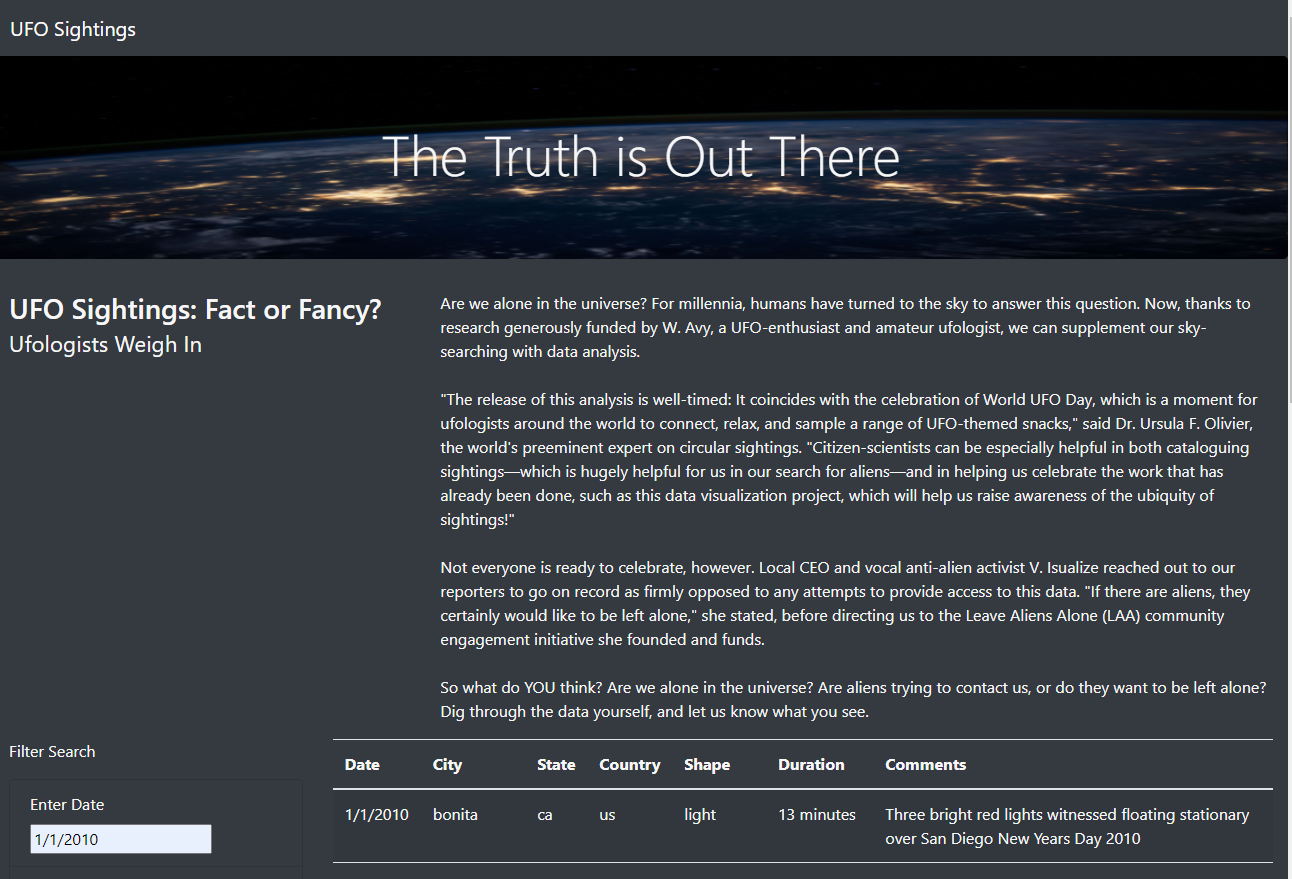 UFO Sightings
The Truth is Out There
UFO Sightings: Fact or Fancy?
Ufologists Weigh In
Are we alone in the universe? For millennia, humans have turned to the sky to answer this question. Now, thanks to
research generously funded by W. Avy, a UFO-enthusiast and amateur ufologist, we can supplement our sky-
searching with data analysis.
"The release of this analysis is well-timed: It coincides with the celebration of World UFO Day, which is a moment for
ufologists around the world to connect, relax, and sample a range of UFO-themed snacks," said Dr. Ursula F. Olivier,
the world's preeminent expert on circular sightings. "Citizen-scientists can be especially helpful in both cataloguing
sightings—which is hugely helpful for us in our search for aliens—and in helping us celebrate the work that has
already been done, such as this data visualization project, which will help us raise awareness of the ubiquity of
sightings!"
Not everyone is ready to celebrate, however. Local CEO and vocal anti-alien activist V. Isualize reached out to our
reporters to go on record as firmly opposed to any attempts to provide access to this data. "If there are aliens, they
certainly would like to be left alone," she stated, before directing us to the Leave Aliens Alone (LAA) community
engagement initiative she founded and funds.
So what do YOU think? Are we alone in the universe? Are aliens trying to contact us, or do they want to be left alone?
Dig through the data yourself, and let us know what you see.
Filter Search
Enter Date
1/1/2010
Date City State Country Shape Duration Comments
1/1/2010 bonita ca us light 13 minutes Three bright red lights witnessed floating stationary
over San Diego New Years Day 2010